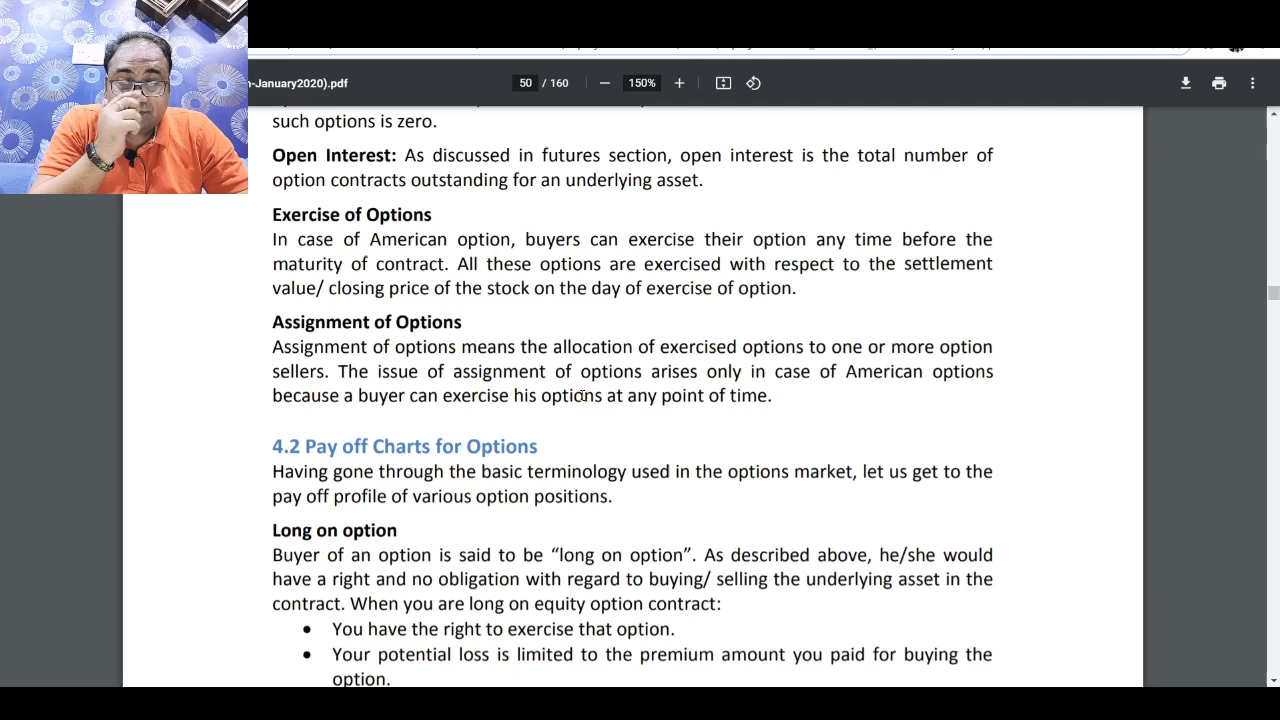 n-January2020).pdf
50 / 160
150%
such options is zero.
Open Interest: As discussed in futures section, open interest is the total number of
option contracts outstanding for an underlying asset.
Exercise of Options
In case of American option, buyers can exercise their option any time before the
maturity of contract. All these options are exercised with respect to the settlement
value/ closing price of the stock on the day of exercise of option.
Assignment of Options
Assignment of options means the allocation of exercised options to one or more option
sellers. The issue of assignment of options arises only in case of American options
because a buyer can exercise his options at any point of time.
4.2 Pay off Charts for Options
Having gone through the basic terminology used in the options market, let us get to the
pay off profile of various option positions.
Long on option
Buyer of an option is said to be “long on option”. As described above, he/she would
have a right and no obligation with regard to buying/ selling the underlying asset in the
contract. When you are long on equity option contract:
• You have the right to exercise that option.
• Your potential loss is limited to the premium amount you paid for buying the
option.